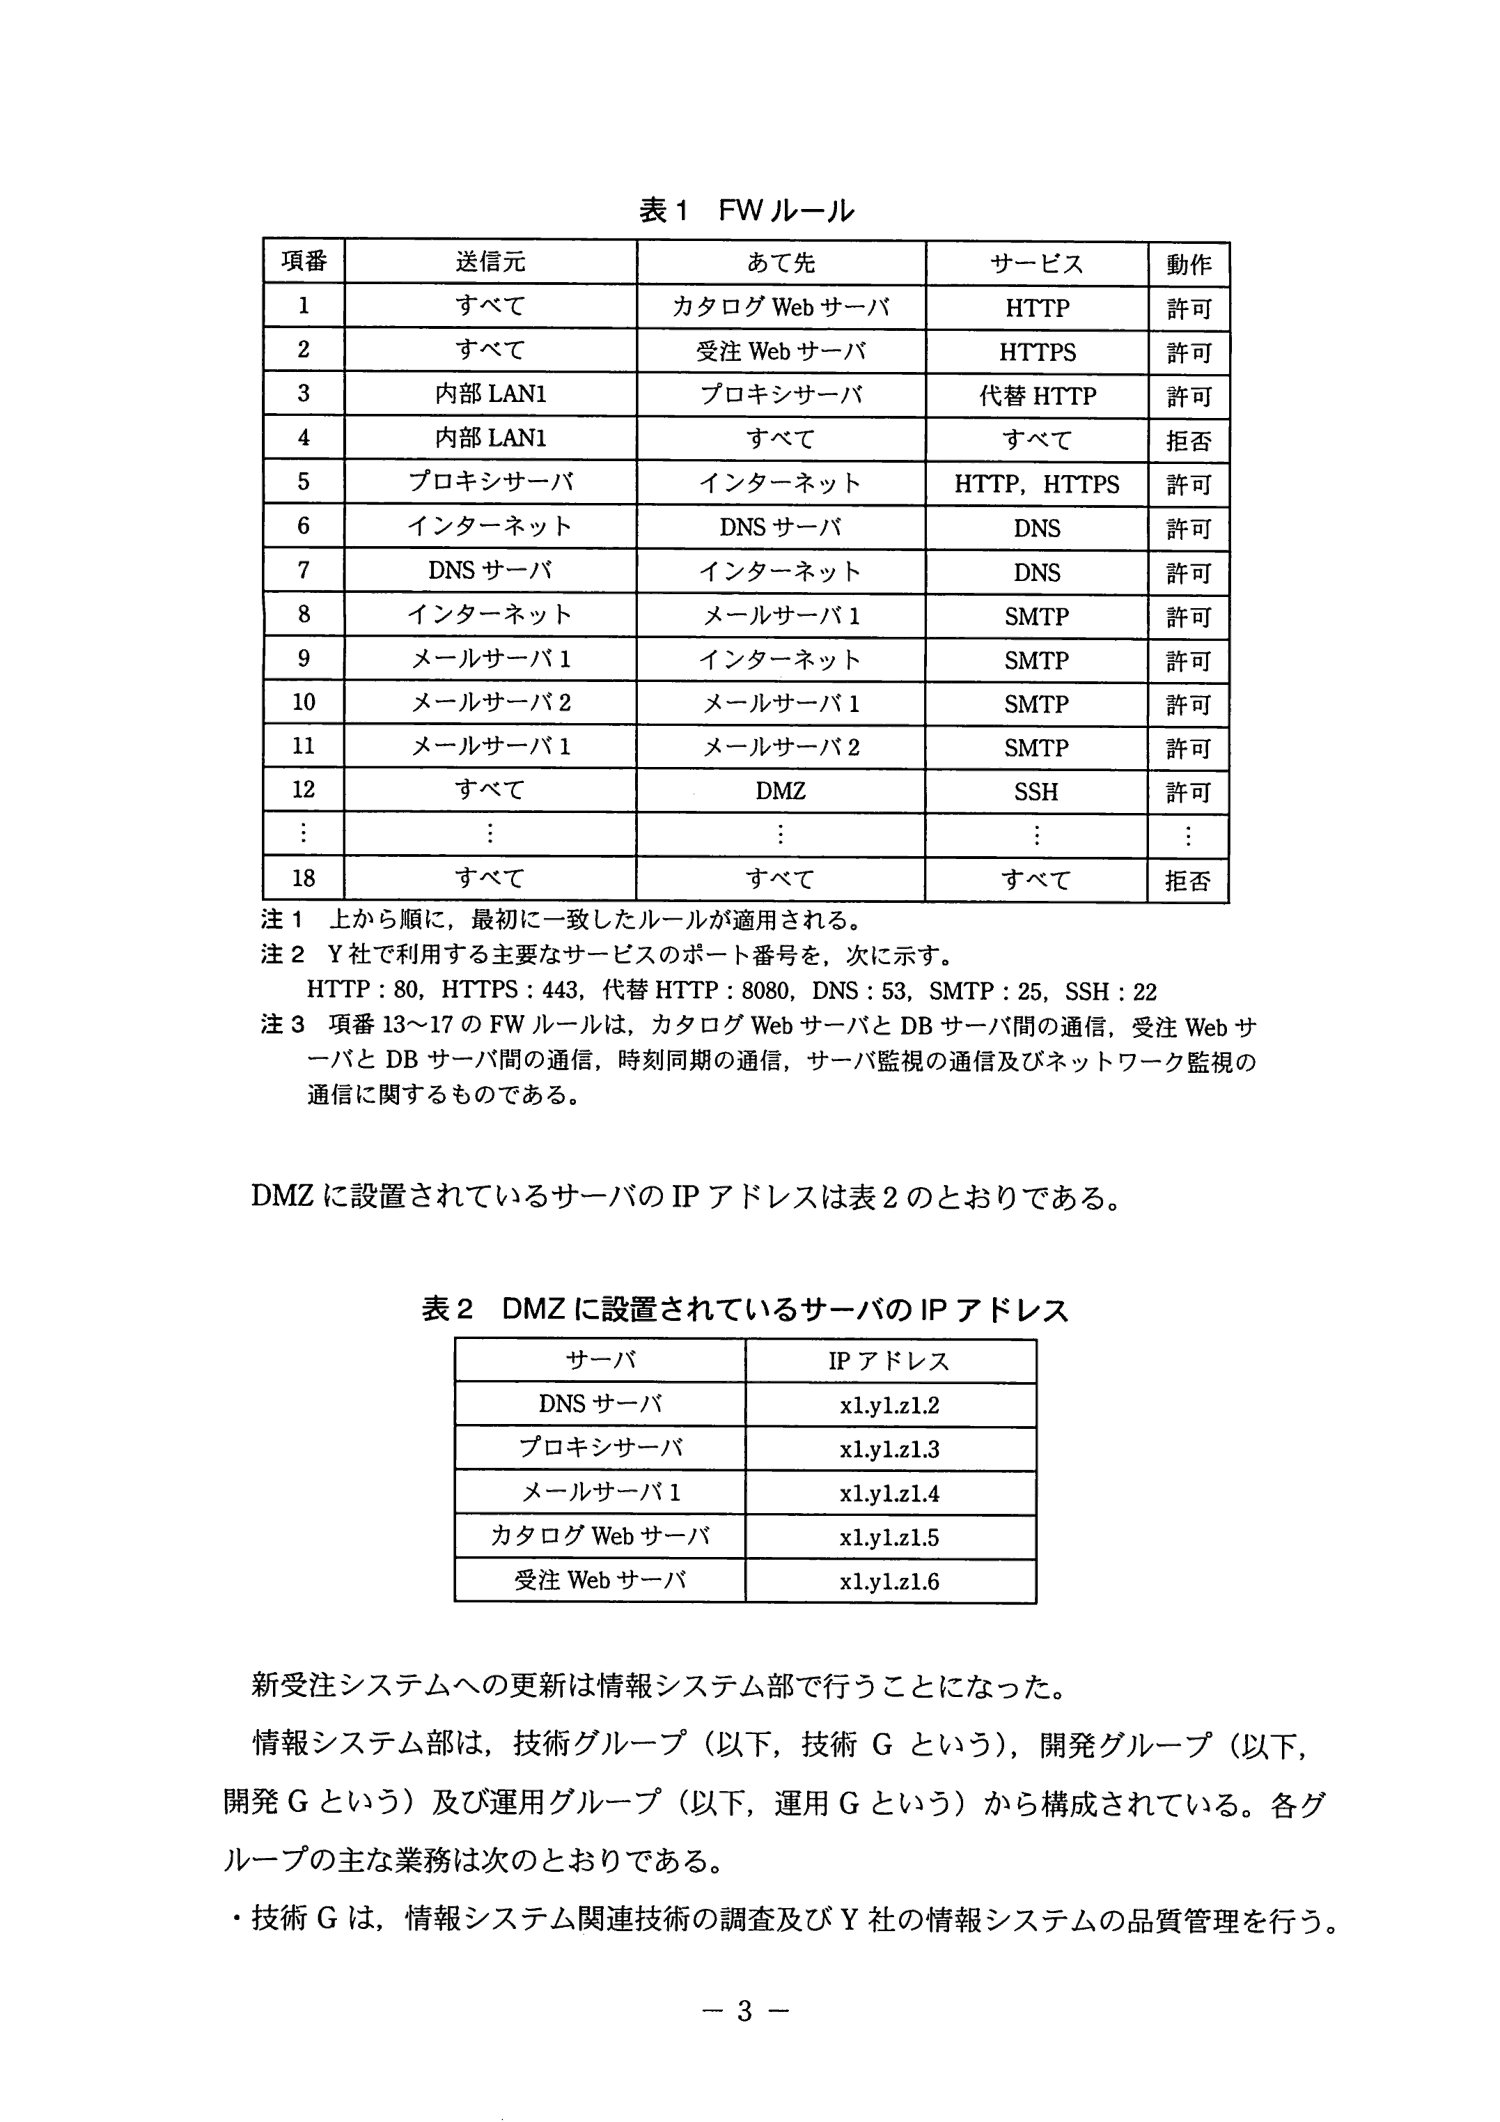 表1 FWルール
項番 送信元 あて先 サービス 動作
1 すべて カタログWebサーバ HTTP 許可
2 すべて 受注Webサーバ HTTPS 許可
3 内部LAN1 プロキシサーバ 代替HTTP 許可
4 内部LAN1 すべて すべて 拒否
5 プロキシサーバ インターネット HTTP，HTTPS 許可
6 インターネット DNSサーバ DNS 許可
7 DNSサーバ インターネット DNS 許可
8 インターネット メールサーバ1 SMTP 許可
9 メールサーバ1 インターネット SMTP 許可
10 メールサーバ2 メールサーバ1 SMTP 許可
11 メールサーバ1 メールサーバ2 SMTP 許可
12 すべて DMZ SSH 許可
⋮ ⋮ ⋮ ⋮ ⋮
18 すべて すべて すべて 拒否
注1 上から順に，最初に一致したルールが適用される。
注2 Y社で利用する主要なサービスのポート番号を，次に示す。
HTTP：80，HTTPS：443，代替HTTP：8080，DNS：53，SMTP：25，SSH：22
注3 項番13～17のFWルールは，カタログWebサーバとDBサーバ間の通信，受注Webサ
ーバとDBサーバ間の通信，時刻同期の通信，サーバ監視の通信及びネットワーク監視の
通信に関するものである。
DMZに設置されているサーバのIPアドレスは表2のとおりである。
表2 DMZに設置されているサーバのIPアドレス
サーバ IPアドレス
DNSサーバ x1.y1.z1.2
プロキシサーバ x1.y1.z1.3
メールサーバ1 x1.y1.z1.4
カタログWebサーバ x1.y1.z1.5
受注Webサーバ x1.y1.z1.6
新受注システムへの更新は情報システム部で行うことになった。
情報システム部は，技術グループ（以下，技術Gという），開発グループ（以下，
開発Gという）及び運用グループ（以下，運用Gという）から構成されている。各グ
ループの主な業務は次のとおりである。
・技術Gは，情報システム関連技術の調査及びY社の情報システムの品質管理を行う。
－ 3 －